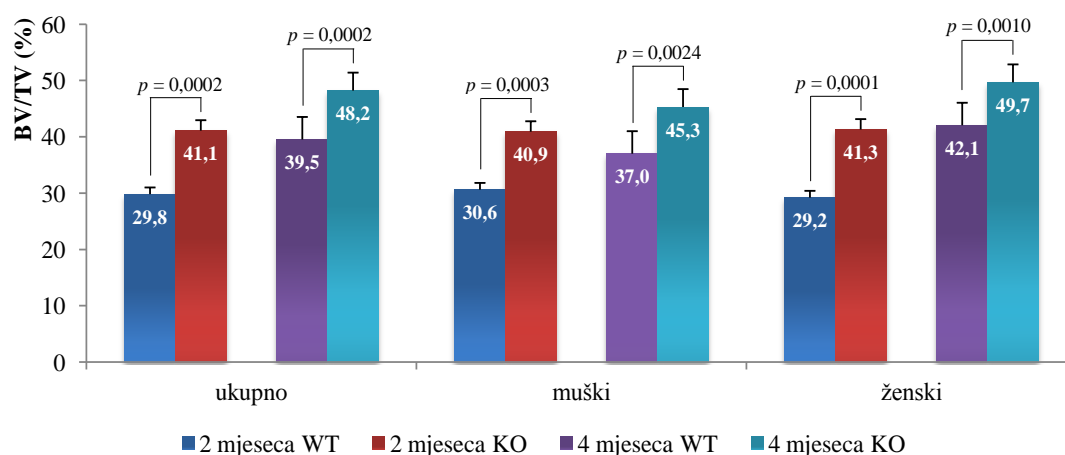 BV/TV (%)
60
50
40
30
20
10
0
p = 0,0002
p = 0,0002
p = 0,0003
p = 0,0024
p = 0,0001
p = 0,0010
29,8
41,1
39,5
48,2
30,6
40,9
37,0
45,3
29,2
41,3
42,1
49,7
ukupno
muški
ženski
2 mjeseca WT 2 mjeseca KO 4 mjeseca WT 4 mjeseca KO